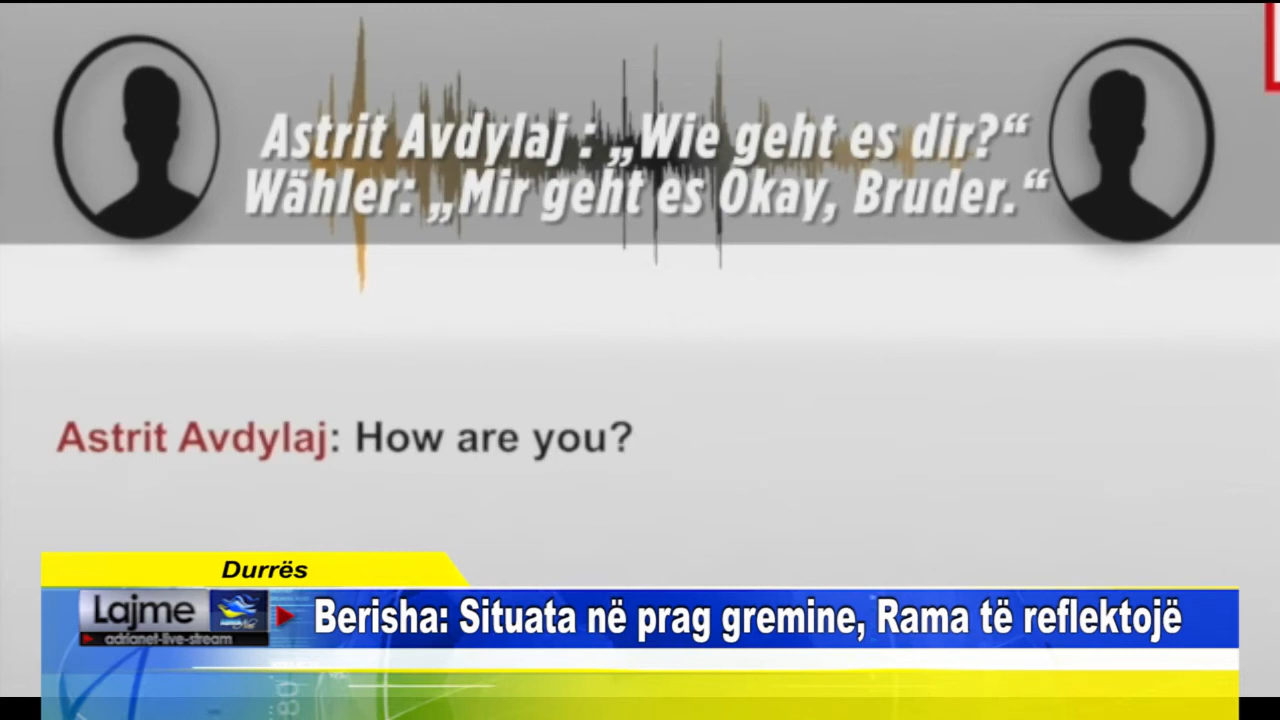 Astrit Avdylaj : „Wie geht es dir?“
Wähler: „Mir geht es Okay, Bruder.“
Astrit Avdylaj: How are you?
Durrës
Lajme
adrianet-live-stream
Berisha: Situata në prag gremine, Rama të reflektojë